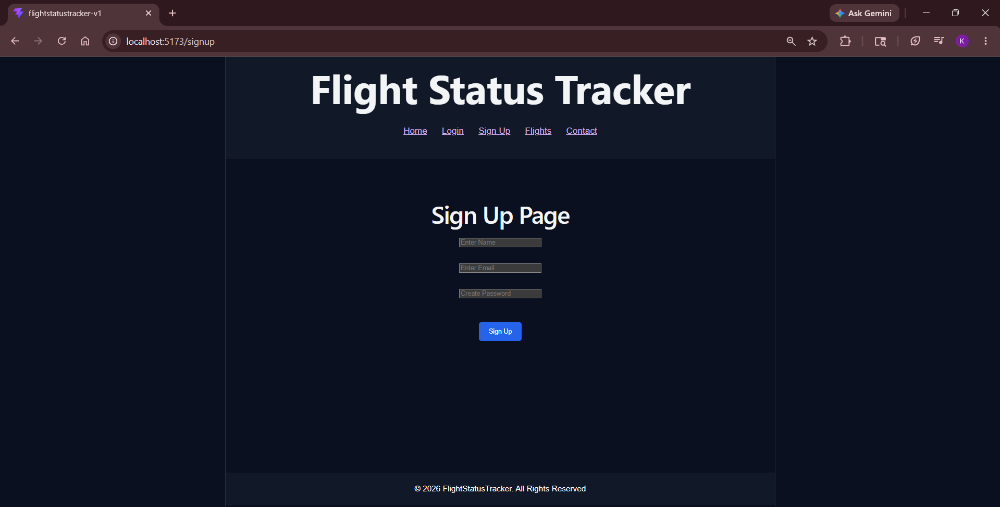 flightstatustracker-v1
Ask Gemini
localhost:5173/signup
K
Flight Status Tracker
Home Login Sign Up Flights Contact
Sign Up Page
Enter Name
Enter Email
Create Password
Sign Up
© 2026 FlightStatusTracker. All Rights Reserved